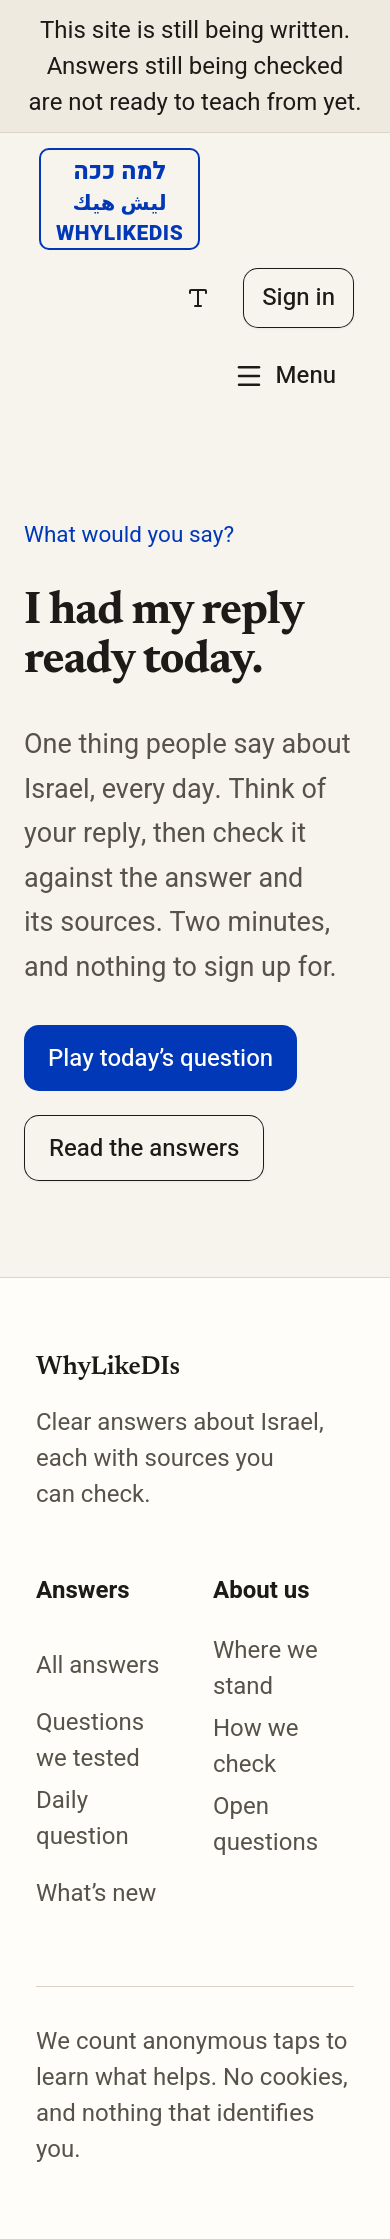 This site is still being written.
Answers still being checked
are not ready to teach from yet.
למה ככה
ليش هيك
WHYLIKEDIS
Sign in
Menu
What would you say?
I had my reply
ready today.
One thing people say about
Israel, every day. Think of
your reply, then check it
against the answer and
its sources. Two minutes,
and nothing to sign up for.
Play today’s question
Read the answers
WhyLikeDIs
Clear answers about Israel,
each with sources you
can check.
Answers
All answers
Questions
we tested
Daily
question
What’s new
About us
Where we
stand
How we
check
Open
questions
We count anonymous taps to
learn what helps. No cookies,
and nothing that identifies
you.